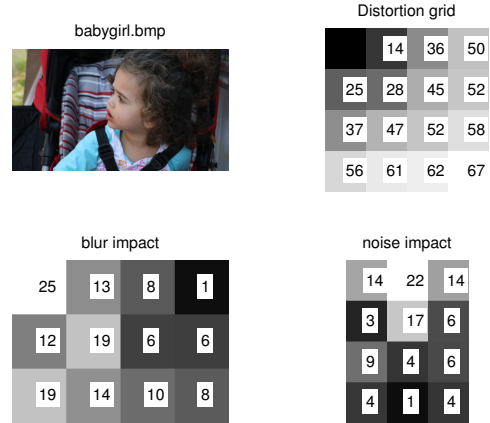 babygirl.bmp
Distortion grid
14 36 50
25 28 45 52
37 47 52 58
56 61 62 67
blur impact
25 13 8 1
12 19 6 6
19 14 10 8
noise impact
14 22 14
3 17 6
9 4 6
4 1 4